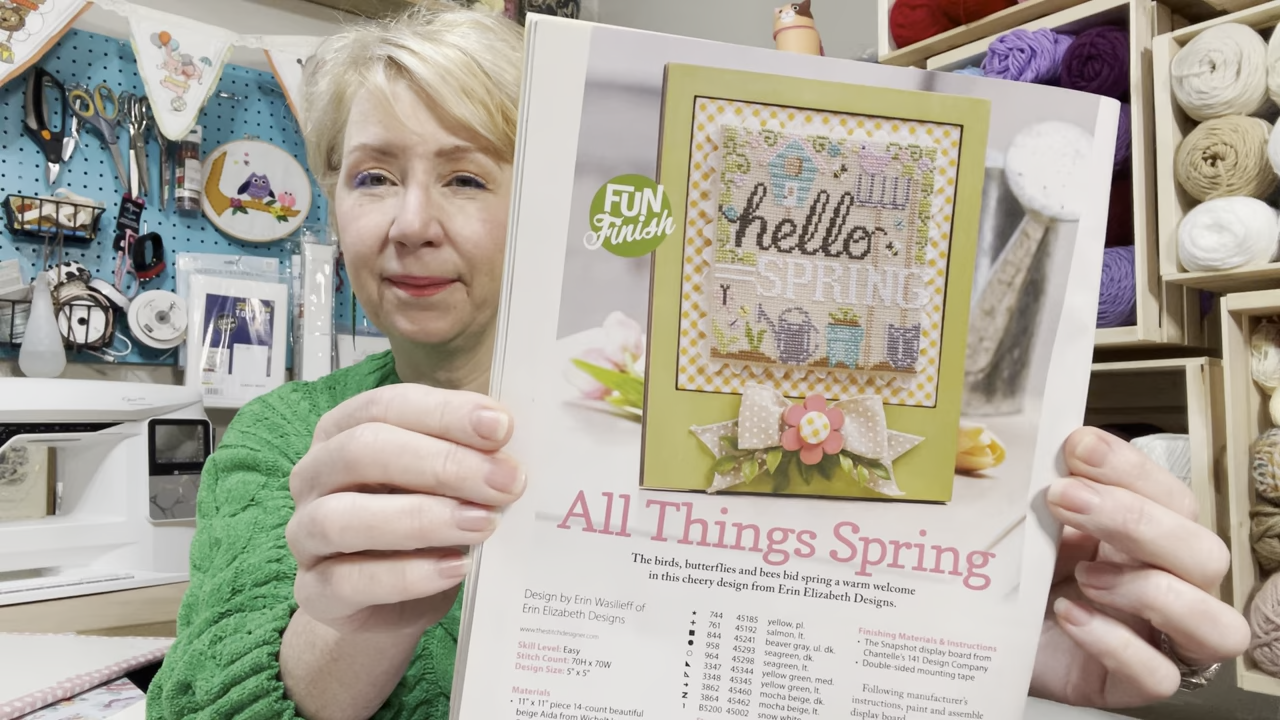 FUN
Finish
hello
SPRING
All Things Spring
The birds, butterflies and bees bid spring a warm welcome
in this cheery design from Erin Elizabeth Designs.
Design by Erin Wasilieff of
Erin Elizabeth Designs
www.thestitchdesigner.com
Skill Level: Easy
Stitch Count: 70H x 70W
Design Size: 5" x 5"
Materials
• 11" x 11" piece 14-count beautiful
beige Aida from
744 45185 yellow, pl.
761 45192 salmon, lt.
844 45241 beaver gray, ul. dk.
958 45293 seagreen, dk.
964 45298 seagreen, lt.
3347 45344 yellow green, med.
3348 45345 yellow green, lt.
3862 45460 mocha beige, dk.
3864 45462 mocha beige, lt.
B5200 45002 snow white
Finishing Materials & Instructions
• The Snapshot display board from
Chantelle's 141 Design Company
• Double-sided mounting tape
Following manufacturer's
instructions, paint and assemble
display board